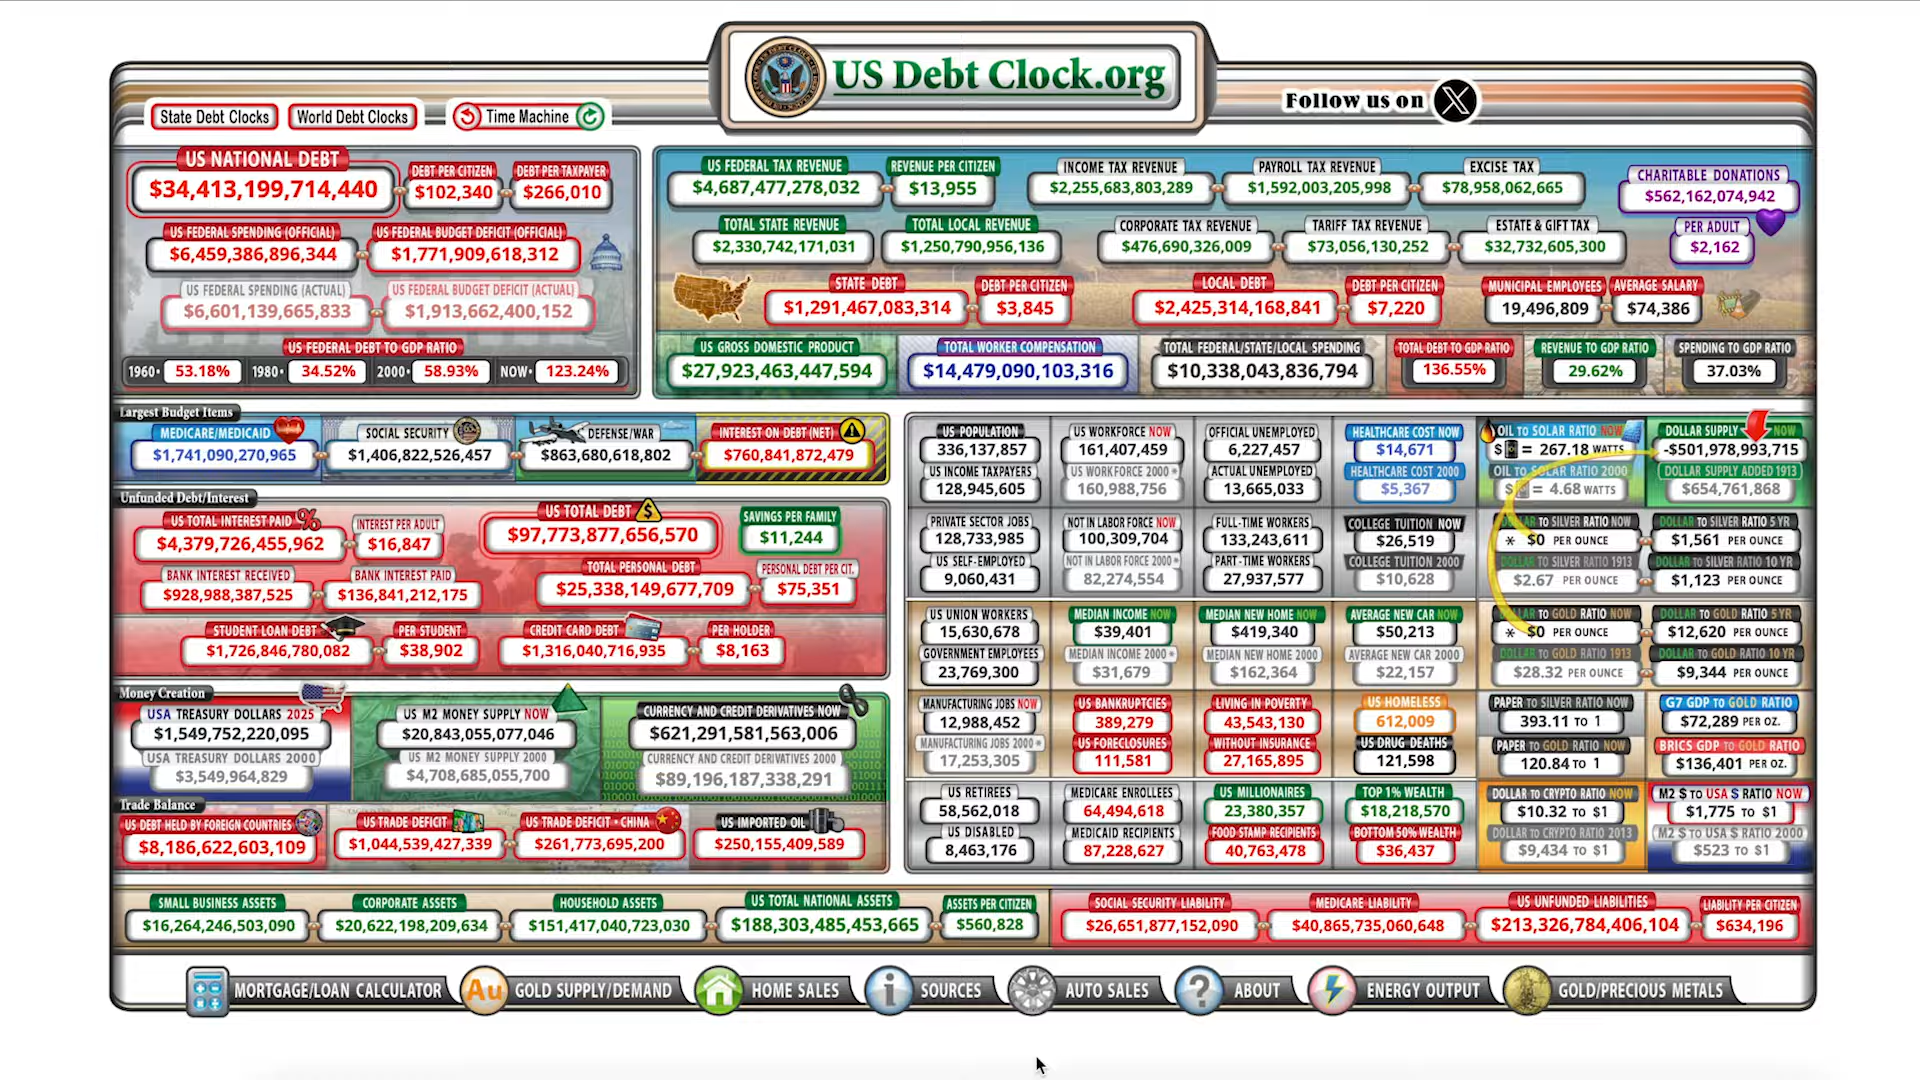 US Debt Clock.org
Follow us on X
State Debt Clocks World Debt Clocks Time Machine
US NATIONAL DEBT
$34,413,199,714,440
DEBT PER CITIZEN
$102,340
DEBT PER TAXPAYER
$266,010
US FEDERAL SPENDING (OFFICIAL)
$6,459,386,896,344
US FEDERAL BUDGET DEFICIT (OFFICIAL)
$1,771,909,618,312
US FEDERAL SPENDING (ACTUAL)
$6,601,139,665,833
US FEDERAL BUDGET DEFICIT (ACTUAL)
$1,913,662,400,152
US FEDERAL DEBT TO GDP RATIO
1960• 53.18% 1980• 34.52% 2000• 58.93% NOW• 123.24%
US FEDERAL TAX REVENUE
$4,687,477,278,032
REVENUE PER CITIZEN
$13,955
INCOME TAX REVENUE
$2,255,683,803,289
PAYROLL TAX REVENUE
$1,592,003,205,998
EXCISE TAX
$78,958,062,665
CHARITABLE DONATIONS
$562,162,074,942
TOTAL STATE REVENUE
$2,330,742,171,031
TOTAL LOCAL REVENUE
$1,250,790,956,136
CORPORATE TAX REVENUE
$476,690,326,009
TARIFF TAX REVENUE
$73,056,130,252
ESTATE & GIFT TAX
$32,732,605,300
PER ADULT
$2,162
STATE DEBT
$1,291,467,083,314
DEBT PER CITIZEN
$3,845
LOCAL DEBT
$2,425,314,168,841
DEBT PER CITIZEN
$7,220
MUNICIPAL EMPLOYEES
19,496,809
AVERAGE SALARY
$74,386
US GROSS DOMESTIC PRODUCT
$27,923,463,447,594
TOTAL WORKER COMPENSATION
$14,479,090,103,316
TOTAL FEDERAL/STATE/LOCAL SPENDING
$10,338,043,836,794
TOTAL DEBT TO GDP RATIO
136.55%
REVENUE TO GDP RATIO
29.62%
SPENDING TO GDP RATIO
37.03%
Largest Budget Items
MEDICARE/MEDICAID
$1,741,090,270,965
SOCIAL SECURITY
$1,406,822,526,457
DEFENSE/WAR
$863,680,618,802
INTEREST ON DEBT (NET)
$760,841,872,479
Unfunded Debt/Interest
US TOTAL INTEREST PAID
$4,379,726,455,962
INTEREST PER ADULT
$16,847
US TOTAL DEBT
$97,773,877,656,570
SAVINGS PER FAMILY
$11,244
BANK INTEREST RECEIVED
$928,988,387,525
BANK INTEREST PAID
$136,841,212,175
TOTAL PERSONAL DEBT
$25,338,149,677,709
PERSONAL DEBT PER CIT.
$75,351
STUDENT LOAN DEBT
$1,726,846,780,082
PER STUDENT
$38,902
CREDIT CARD DEBT
$1,316,040,716,935
PER HOLDER
$8,163
Money Creation
USA TREASURY DOLLARS 2025
$1,549,752,220,095
USA TREASURY DOLLARS 2000
$3,549,964,829
US M2 MONEY SUPPLY NOW
$20,843,055,077,046
US M2 MONEY SUPPLY 2000
$4,708,685,055,700
CURRENCY AND CREDIT DERIVATIVES NOW
$621,291,581,563,006
CURRENCY AND CREDIT DERIVATIVES 2000
$89,196,187,338,291
Trade Balance
US DEBT HELD BY FOREIGN COUNTRIES
$8,186,622,603,109
US TRADE DEFICIT
$1,044,539,427,339
US TRADE DEFICIT • CHINA
$261,773,695,200
US IMPORTED OIL
$250,155,409,589
US POPULATION
336,137,857
US INCOME TAXPAYERS
128,945,605
US WORKFORCE NOW
161,407,459
US WORKFORCE 2000
160,988,756
OFFICIAL UNEMPLOYED
6,227,457
ACTUAL UNEMPLOYED
13,665,033
HEALTHCARE COST NOW
$14,671
HEALTHCARE COST 2000
$5,367
OIL TO SOLAR RATIO NOW
$ = 267.18 WATTS
OIL TO SOLAR RATIO 2000
$ = 4.68 WATTS
DOLLAR SUPPLY NOW
-$501,978,993,715
DOLLAR SUPPLY ADDED 1913
$654,761,868
PRIVATE SECTOR JOBS
128,733,985
US SELF-EMPLOYED
9,060,431
NOT IN LABOR FORCE NOW
100,309,704
NOT IN LABOR FORCE 2000
82,274,554
FULL-TIME WORKERS
133,243,611
PART-TIME WORKERS
27,937,577
COLLEGE TUITION NOW
$26,519
COLLEGE TUITION 2000
$10,628
DOLLAR TO SILVER RATIO NOW
* $0 PER OUNCE
DOLLAR TO SILVER RATIO 1913
$2.67 PER OUNCE
DOLLAR TO SILVER RATIO 5 YR
$1,561 PER OUNCE
DOLLAR TO SILVER RATIO 10 YR
$1,123 PER OUNCE
US UNION WORKERS
15,630,678
GOVERNMENT EMPLOYEES
23,769,300
MEDIAN INCOME NOW
$39,401
MEDIAN INCOME 2000
$31,679
MEDIAN NEW HOME NOW
$419,340
MEDIAN NEW HOME 2000
$162,364
AVERAGE NEW CAR NOW
$50,213
AVERAGE NEW CAR 2000
$22,157
DOLLAR TO GOLD RATIO NOW
* $0 PER OUNCE
DOLLAR TO GOLD RATIO 1913
$28.32 PER OUNCE
DOLLAR TO GOLD RATIO 5 YR
$12,620 PER OUNCE
DOLLAR TO GOLD RATIO 10 YR
$9,344 PER OUNCE
MANUFACTURING JOBS NOW
12,988,452
MANUFACTURING JOBS 2000
17,253,305
US BANKRUPTCIES
389,279
US FORECLOSURES
111,581
LIVING IN POVERTY
43,543,130
WITHOUT INSURANCE
27,165,895
US HOMELESS
612,009
US DRUG DEATHS
121,598
PAPER TO SILVER RATIO NOW
393.11 TO 1
PAPER TO GOLD RATIO NOW
120.84 TO 1
G7 GDP TO GOLD RATIO
$72,289 PER OZ.
BRICS GDP TO GOLD RATIO
$136,401 PER OZ.
US RETIREES
58,562,018
US DISABLED
8,463,176
MEDICARE ENROLLEES
64,494,618
MEDICAID RECIPIENTS
87,228,627
US MILLIONAIRES
23,380,357
FOOD STAMP RECIPIENTS
40,763,478
TOP 1% WEALTH
$18,218,570
BOTTOM 50% WEALTH
$36,437
DOLLAR TO CRYPTO RATIO NOW
$10.32 TO $1
DOLLAR TO CRYPTO RATIO 2013
$9,434 TO $1
M2 $ TO USA $ RATIO NOW
$1,775 TO $1
M2 $ TO USA $ RATIO 2000
$523 TO $1
SMALL BUSINESS ASSETS
$16,264,246,503,090
CORPORATE ASSETS
$20,622,198,209,634
HOUSEHOLD ASSETS
$151,417,040,723,030
US TOTAL NATIONAL ASSETS
$188,303,485,453,665
ASSETS PER CITIZEN
$560,828
SOCIAL SECURITY LIABILITY
$26,651,877,152,090
MEDICARE LIABILITY
$40,865,735,060,648
US UNFUNDED LIABILITIES
$213,326,784,406,104
LIABILITY PER CITIZEN
$634,196
MORTGAGE/LOAN CALCULATOR
Au GOLD SUPPLY/DEMAND
HOME SALES
SOURCES
AUTO SALES
? ABOUT
ENERGY OUTPUT
GOLD/PRECIOUS METALS